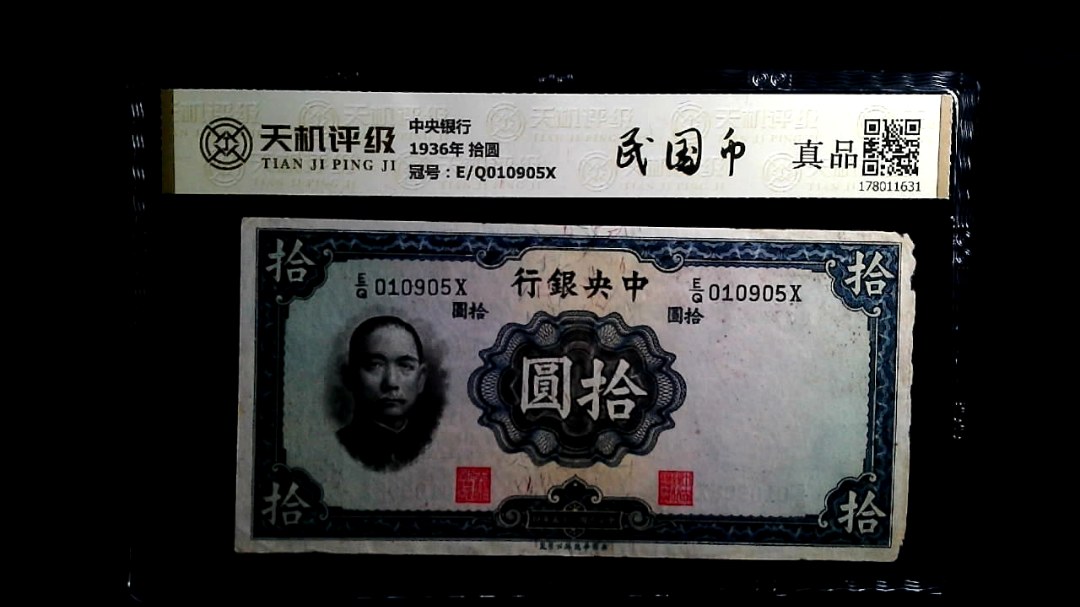 天机评级
TIAN JI PING JI
中央银行
1936年 拾圆
冠号：E/Q010905X
民国币
真品
178011631
拾
拾
行銀央中
E/Q 010905X
E/Q 010905X
圓拾
圓拾
圓拾
拾
拾